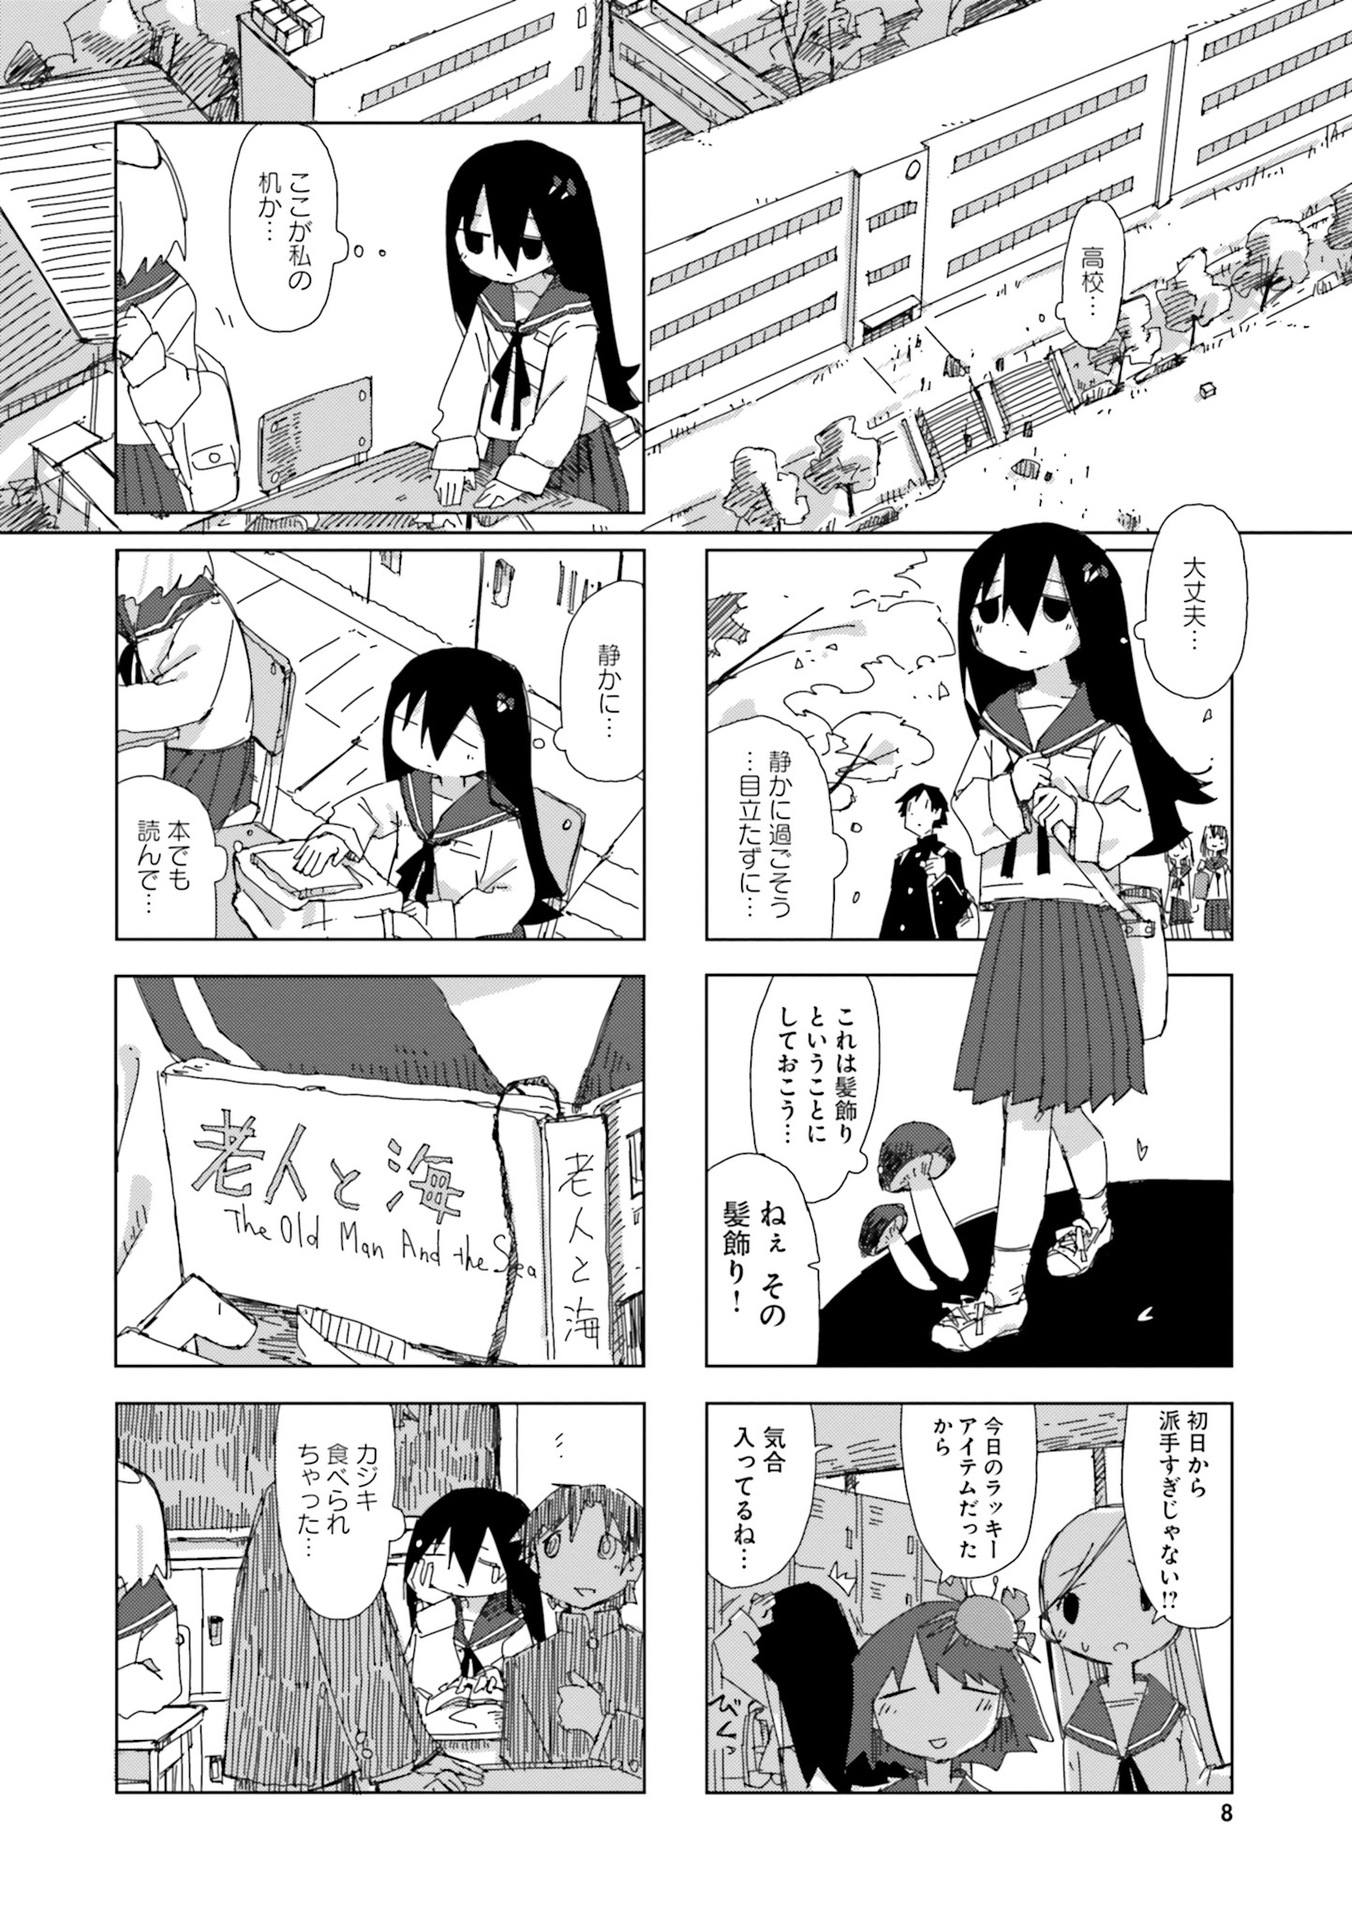 高校…
大丈夫…
静かに過ごそう
…目立たずに…
これは髪飾り
ということに
しておこう…
ねぇ その
髪飾り！
初日から
派手すぎじゃない!?
今日のラッキー
アイテムだった
から
気合
入ってるね…
びくっ
ここが私の
机か…
静かに…
本でも
読んで…
老人と海
The Old Man And the Sea
老人と海
カジキ
食べられ
ちゃった…
8